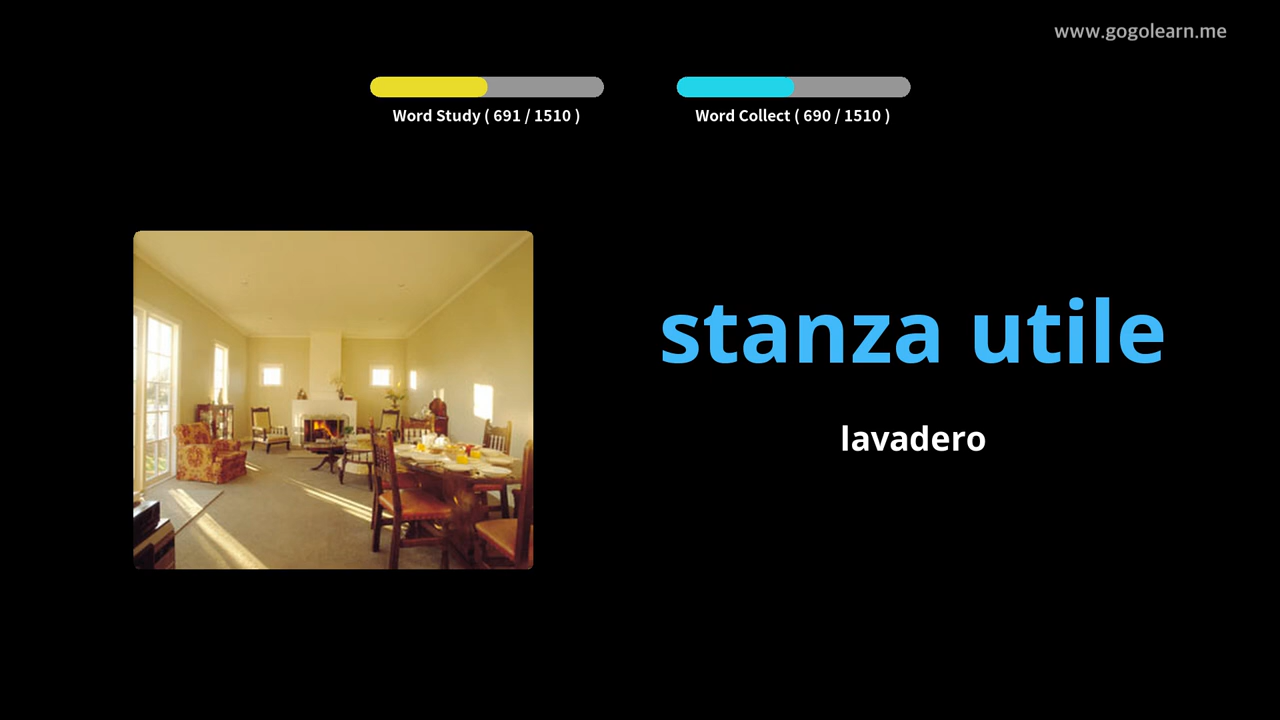 www.gogolearn.me
Word Study ( 691 / 1510 )
Word Collect ( 690 / 1510 )
stanza utile
lavadero